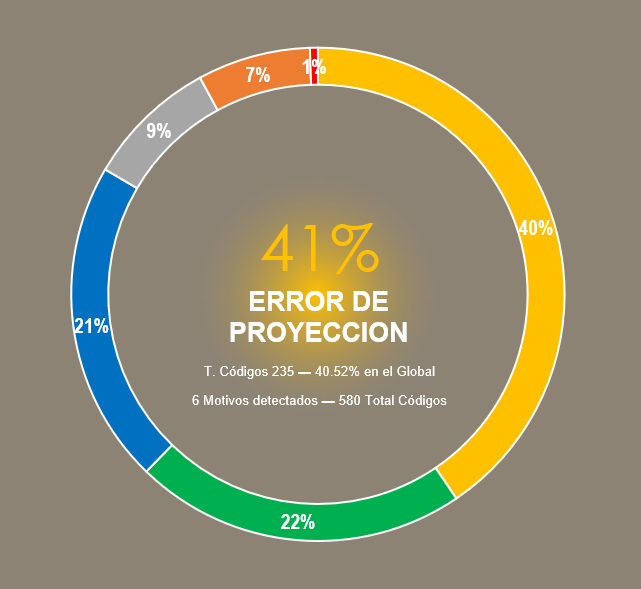 1%
7%
9%
40%
41%
ERROR DE
PROYECCION
21%
T. Códigos 235 — 40.52% en el Global
6 Motivos detectados — 580 Total Códigos
22%